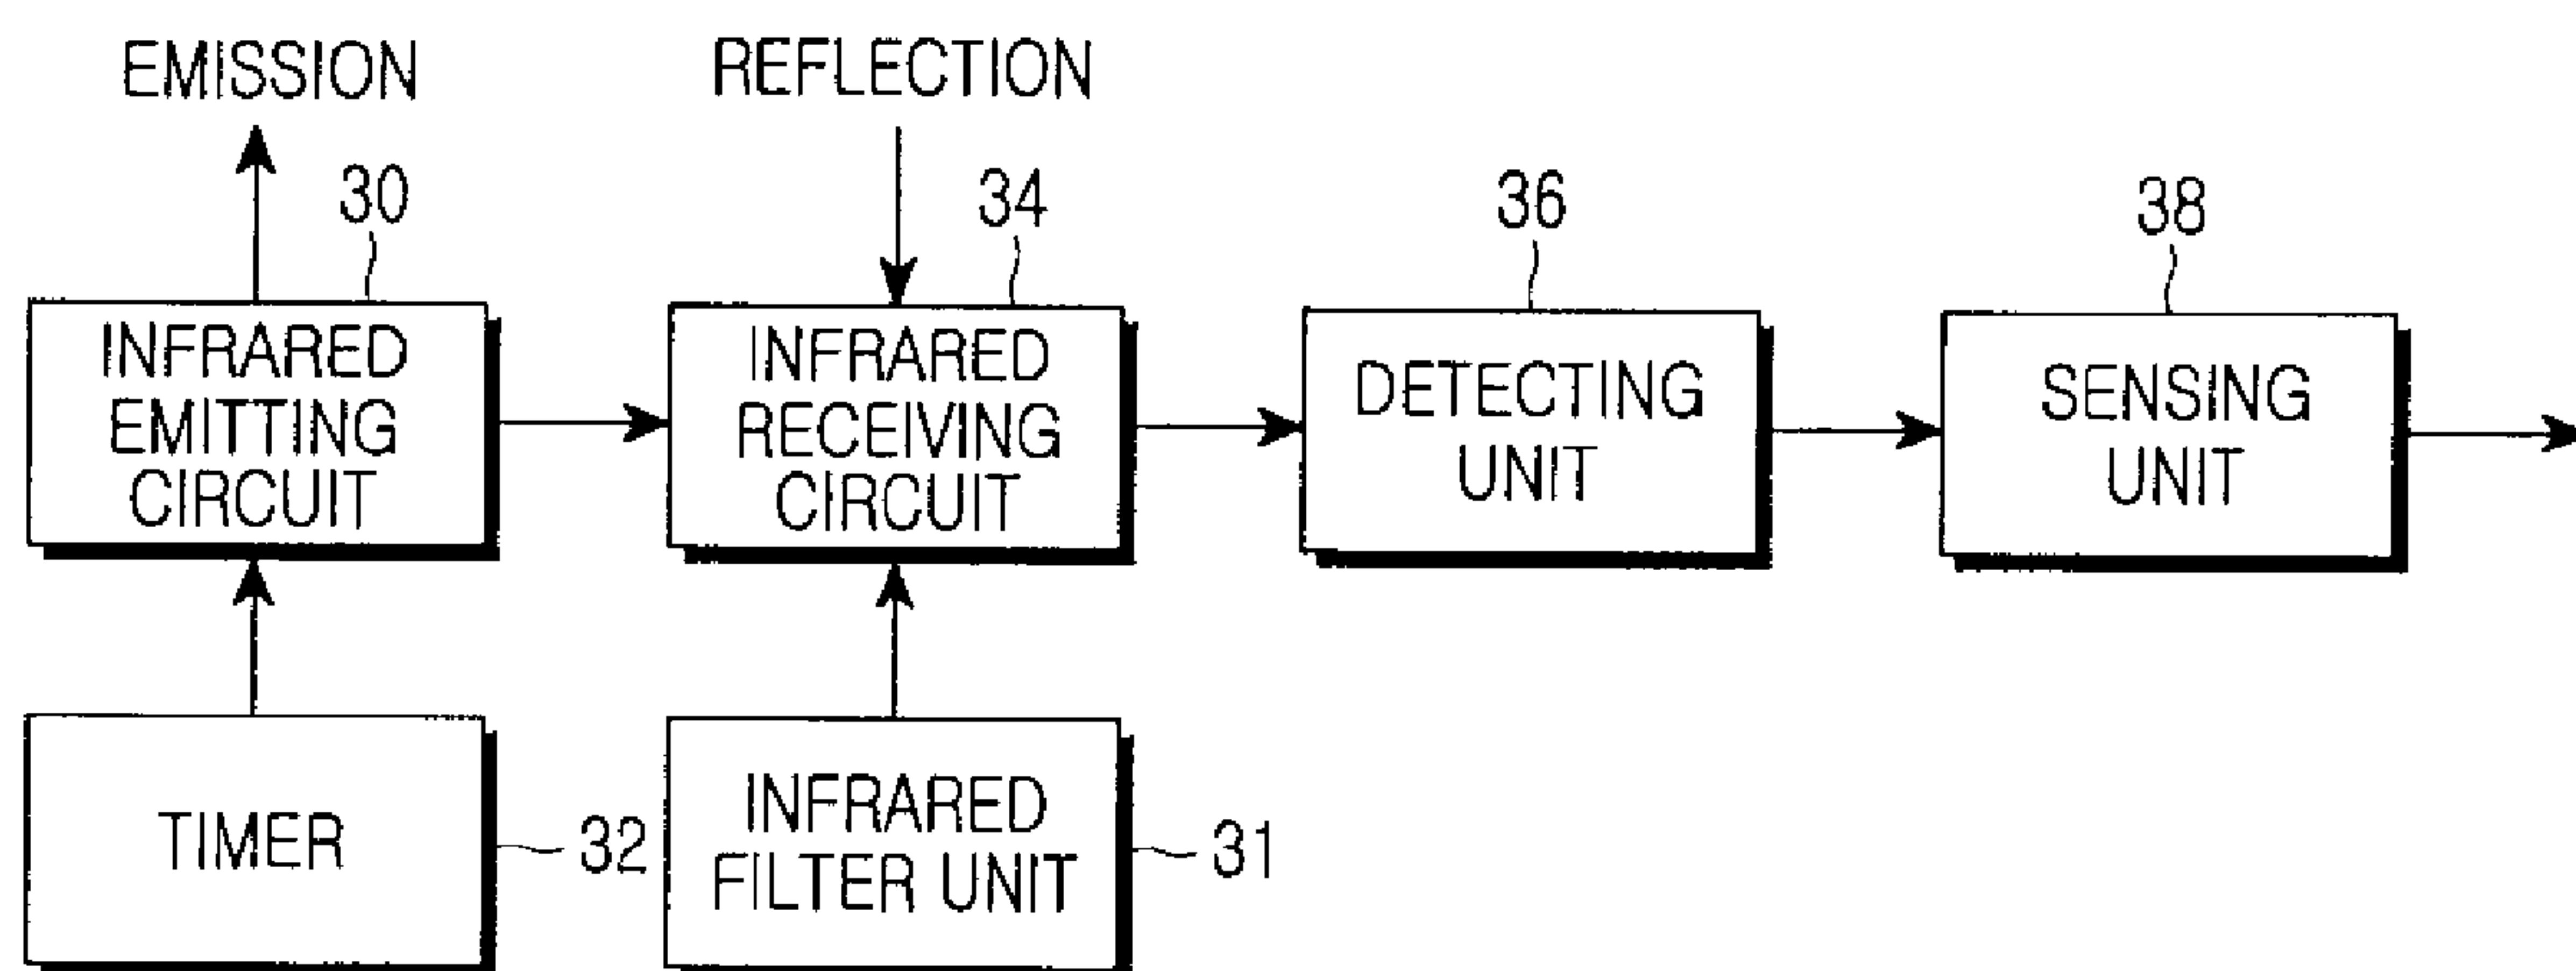 EMISSION
REFLECTION
30
34
36
38
INFRARED
EMITTING
CIRCUIT
INFRARED
RECEIVING
CIRCUIT
DETECTING
UNIT
SENSING
UNIT
TIMER
32
INFRARED
FILTER UNIT
31